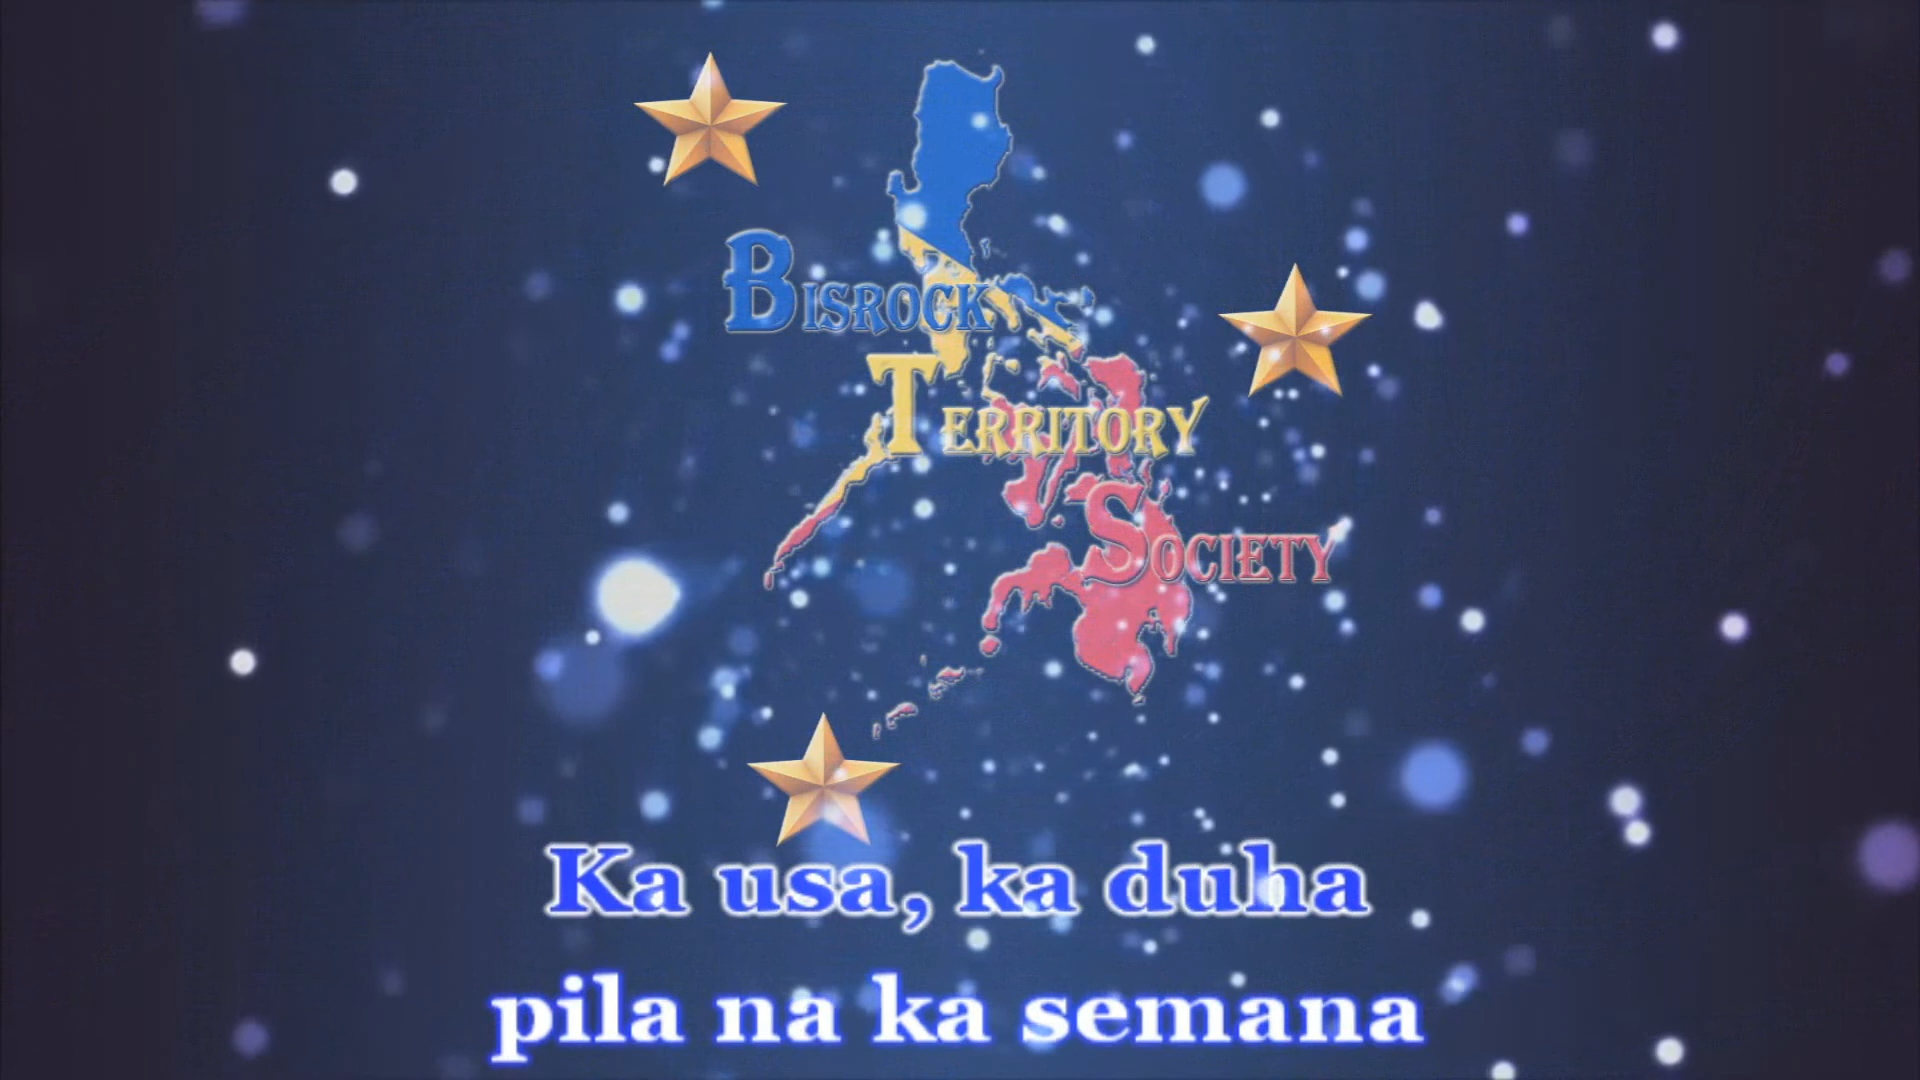 BISROCK
TERRITORY
SOCIETY
Ka usa, ka duha
pila na ka semana